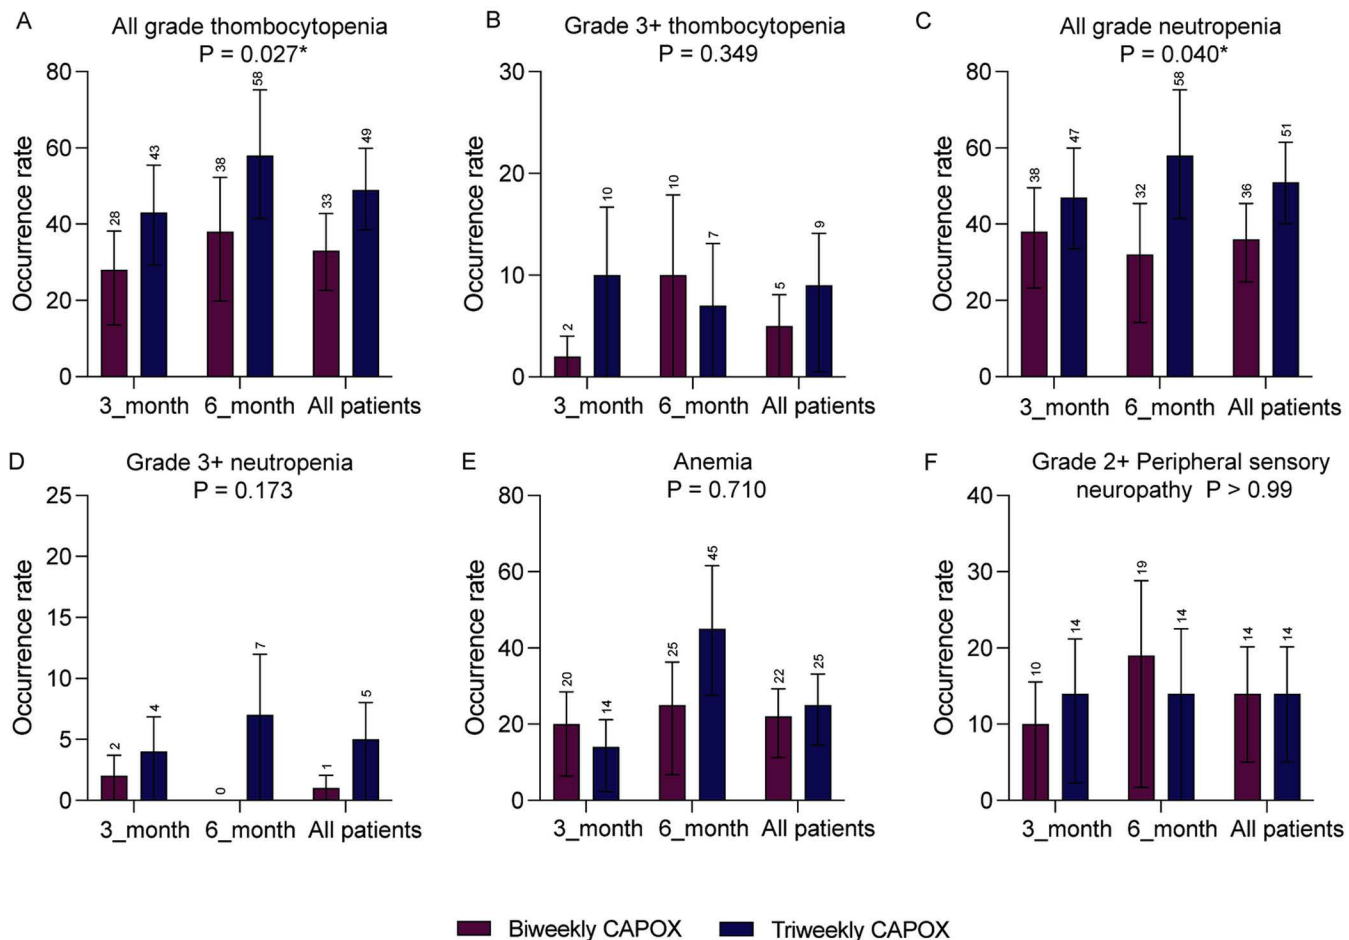 A
All grade thombocytopenia
P = 0.027*
Occurrence rate
80
60
40
20
0
28
43
38
58
33
49
3_month
6_month
All patients
B
Grade 3+ thombocytopenia
P = 0.349
Occurrence rate
30
20
10
0
2
10
10
7
5
9
3_month
6_month
All patients
C
All grade neutropenia
P = 0.040*
Occurrence rate
80
60
40
20
0
38
47
32
58
36
51
3_month
6_month
All patients
D
Grade 3+ neutropenia
P = 0.173
Occurrence rate
25
20
15
10
5
0
2
4
0
7
1
5
3_month
6_month
All patients
E
Anemia
P = 0.710
Occurrence rate
80
60
40
20
0
20
14
25
45
22
25
3_month
6_month
All patients
F
Grade 2+ Peripheral sensory
neuropathy P > 0.99
Occurrence rate
40
30
20
10
0
10
14
19
14
14
14
3_month
6_month
All patients
Biweekly CAPOX
Triweekly CAPOX